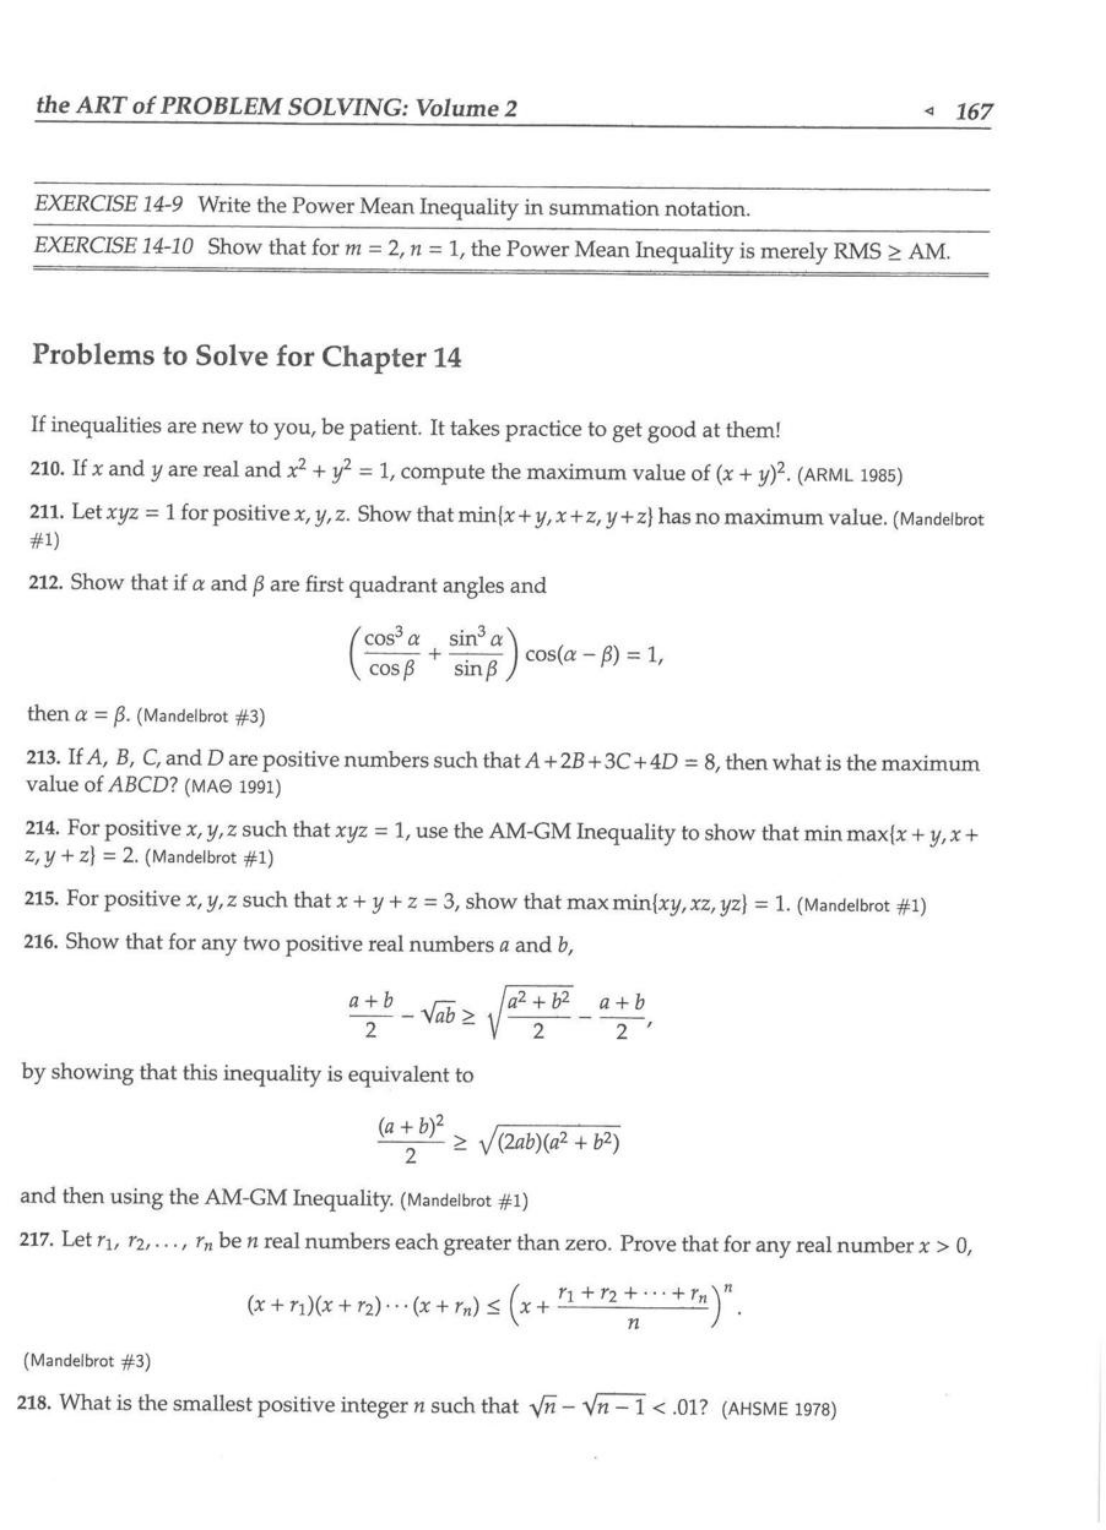 the ART of PROBLEM SOLVING: Volume 2 ◃ 167
EXERCISE 14-9 Write the Power Mean Inequality in summation notation.
EXERCISE 14-10 Show that for m = 2, n = 1, the Power Mean Inequality is merely RMS ≥ AM.
Problems to Solve for Chapter 14
If inequalities are new to you, be patient. It takes practice to get good at them!
210. If x and y are real and x² + y² = 1, compute the maximum value of (x + y)². (ARML 1985)
211. Let xyz = 1 for positive x, y, z. Show that min{x+y, x+z, y+z} has no maximum value. (Mandelbrot
#1)
212. Show that if α and β are first quadrant angles and
(cos³ α / cos β + sin³ α / sin β) cos(α − β) = 1,
then α = β. (Mandelbrot #3)
213. If A, B, C, and D are positive numbers such that A+2B+3C+4D = 8, then what is the maximum
value of ABCD? (MAΘ 1991)
214. For positive x, y, z such that xyz = 1, use the AM-GM Inequality to show that min max{x + y, x +
z, y + z} = 2. (Mandelbrot #1)
215. For positive x, y, z such that x + y + z = 3, show that max min{xy, xz, yz} = 1. (Mandelbrot #1)
216. Show that for any two positive real numbers a and b,
(a + b)/2 − √(ab) ≥ √((a² + b²)/2) − (a + b)/2,
by showing that this inequality is equivalent to
(a + b)²/2 ≥ √((2ab)(a² + b²))
and then using the AM-GM Inequality. (Mandelbrot #1)
217. Let r₁, r₂, . . . , rₙ be n real numbers each greater than zero. Prove that for any real number x > 0,
(x + r₁)(x + r₂) · · · (x + rₙ) ≤ (x + (r₁ + r₂ + · · · + rₙ)/n)ⁿ.
(Mandelbrot #3)
218. What is the smallest positive integer n such that √n − √(n − 1) < .01? (AHSME 1978)